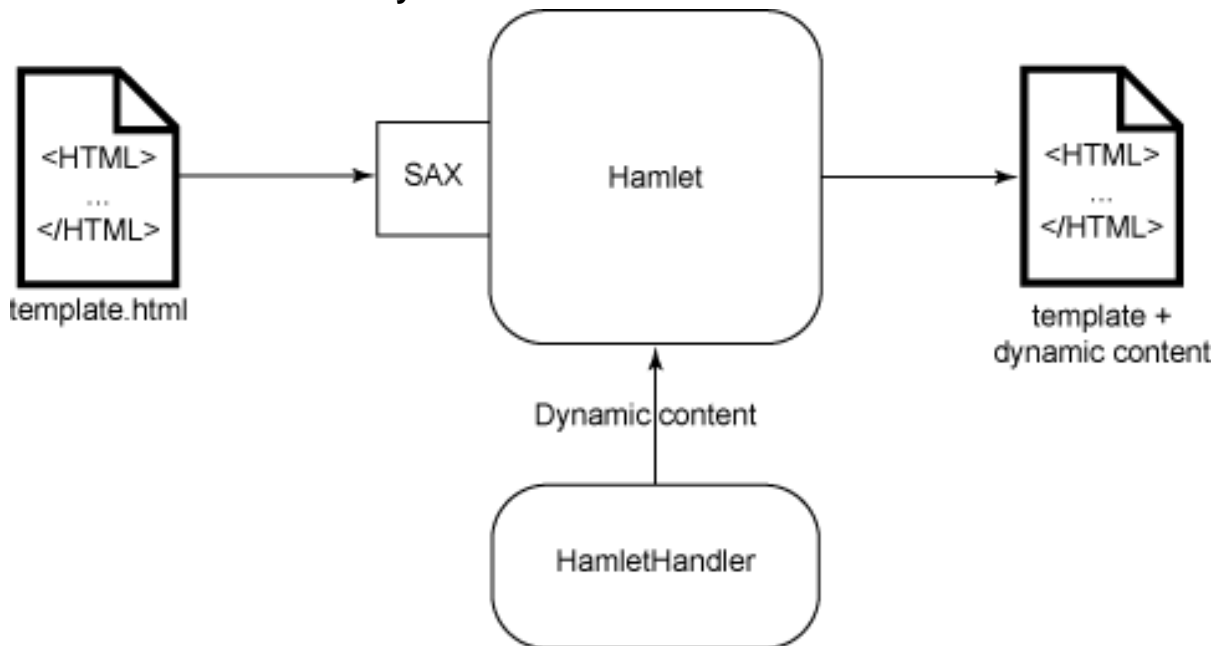 <HTML>
...
</HTML>
template.html
SAX
Hamlet
<HTML>
...
</HTML>
template +
dynamic content
Dynamic content
HamletHandler